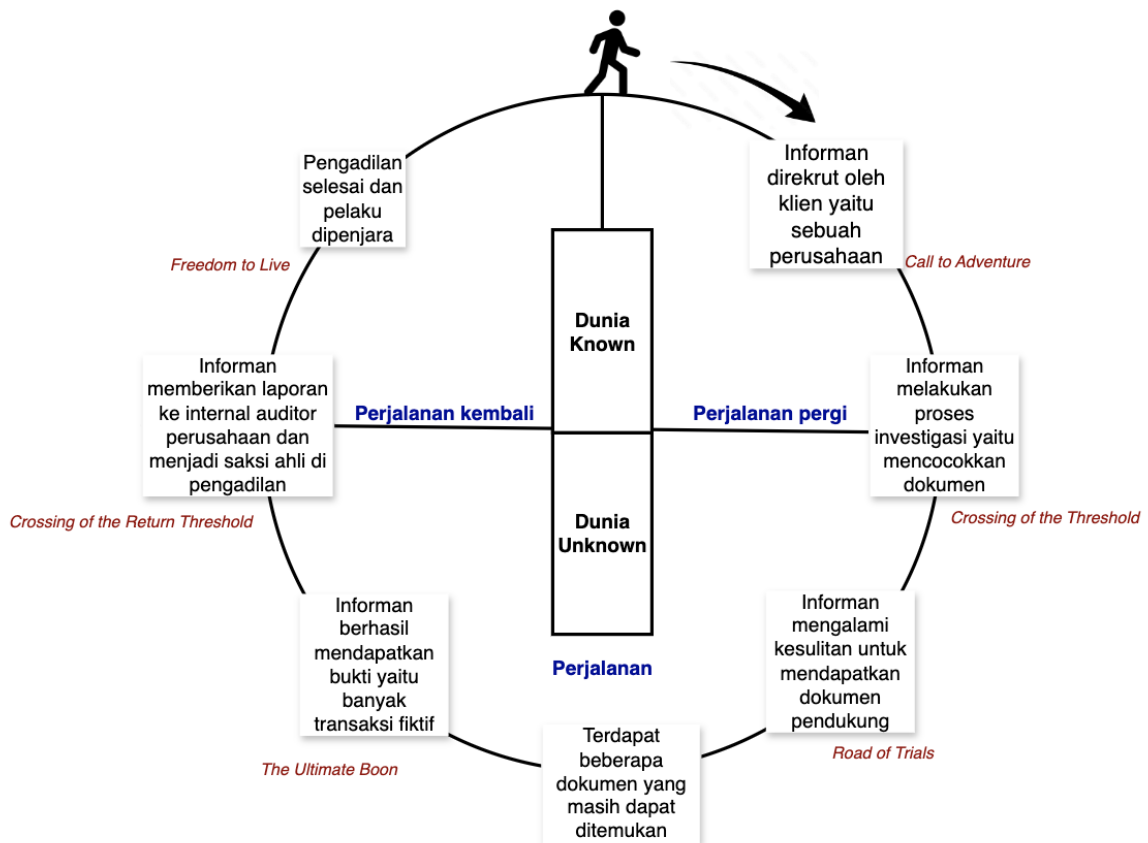 Informan
direkrut oleh
klien yaitu
sebuah
perusahaan
Call to Adventure
Informan
melakukan
proses
investigasi yaitu
mencocokkan
dokumen
Crossing of the Threshold
Informan
mengalami
kesulitan untuk
mendapatkan
dokumen
pendukung
Road of Trials
Terdapat
beberapa
dokumen yang
masih dapat
ditemukan
Informan
berhasil
mendapatkan
bukti yaitu
banyak
transaksi fiktif
The Ultimate Boon
Informan
memberikan laporan
ke internal auditor
perusahaan dan
menjadi saksi ahli di
pengadilan
Crossing of the Return Threshold
Pengadilan
selesai dan
pelaku
dipenjara
Freedom to Live
Dunia
Known
Perjalanan kembali
Perjalanan pergi
Dunia
Unknown
Perjalanan